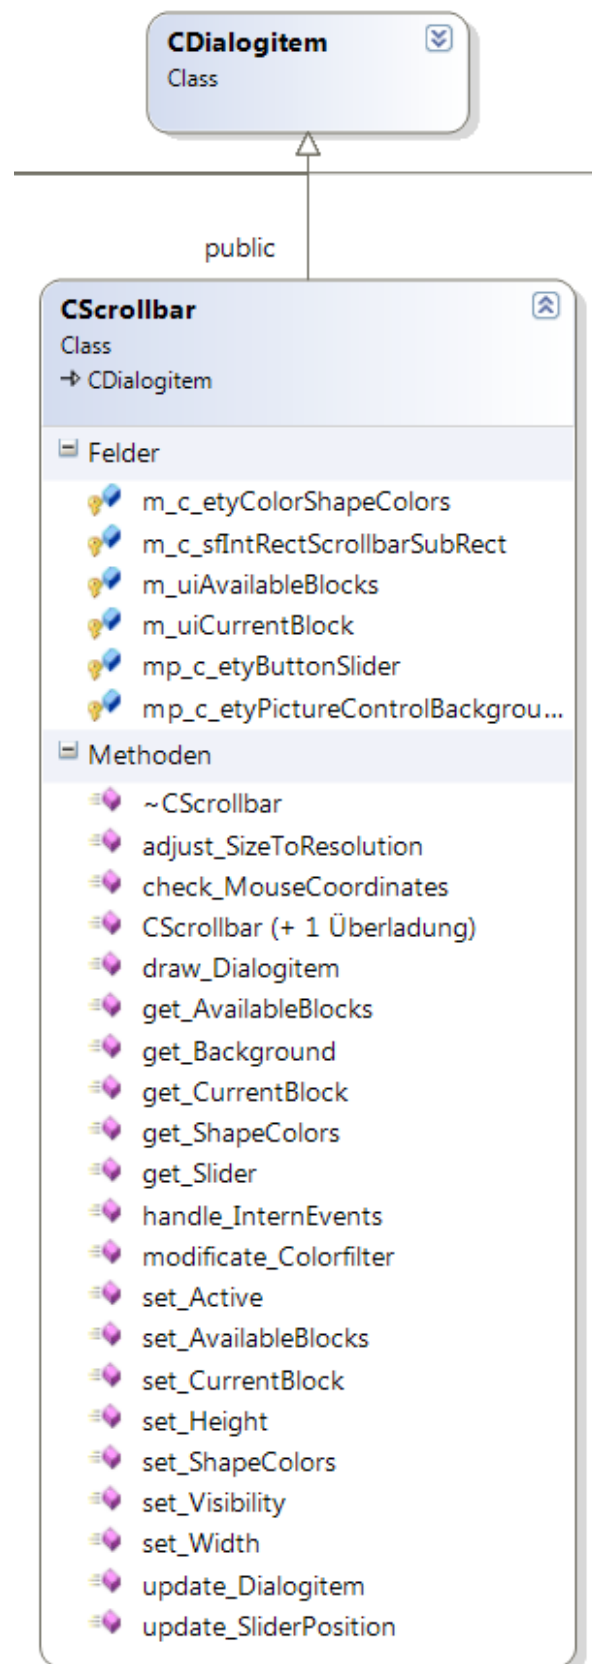 CDialogitem
Class
public
CScrollbar
Class
CDialogitem
Felder
m_c_etyColorShapeColors
m_c_sfIntRectScrollbarSubRect
m_uiAvailableBlocks
m_uiCurrentBlock
mp_c_etyButtonSlider
mp_c_etyPictureControlBackgrou...
Methoden
~CScrollbar
adjust_SizeToResolution
check_MouseCoordinates
CScrollbar (+ 1 Überladung)
draw_Dialogitem
get_AvailableBlocks
get_Background
get_CurrentBlock
get_ShapeColors
get_Slider
handle_InternEvents
modificate_Colorfilter
set_Active
set_AvailableBlocks
set_CurrentBlock
set_Height
set_ShapeColors
set_Visibility
set_Width
update_Dialogitem
update_SliderPosition